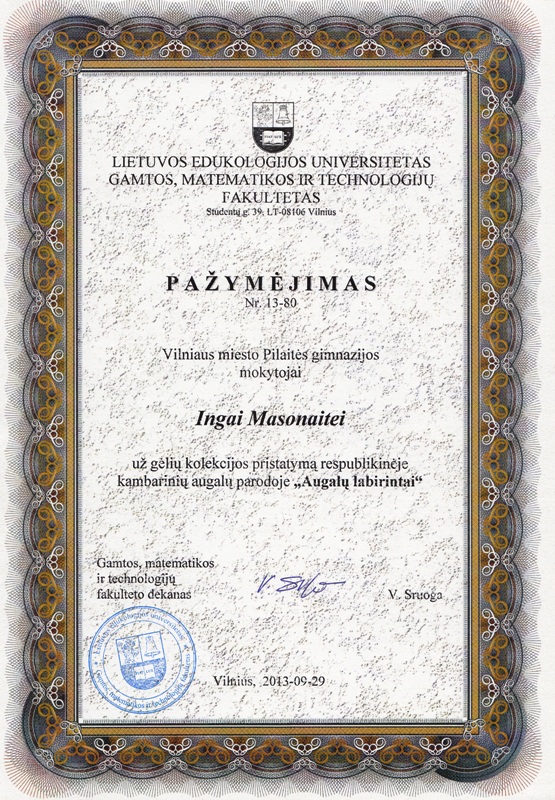 LIETUVOS EDUKOLOGIJOS UNIVERSITETAS
GAMTOS, MATEMATIKOS IR TECHNOLOGIJŲ
FAKULTETAS
Studentų g. 39, LT-08106 Vilnius
PAŽYMĖJIMAS
Nr. 13-80
Vilniaus miesto Pilaitės gimnazijos
mokytojai
Ingai Masonaitei
už gėlių kolekcijos pristatymą respublikinėje
kambarinių augalų parodoje „Augalų labirintai“
Gamtos, matematikos
ir technologijų
fakulteto dekanas
V. Sruoga
Vilnius, 2013-09-29